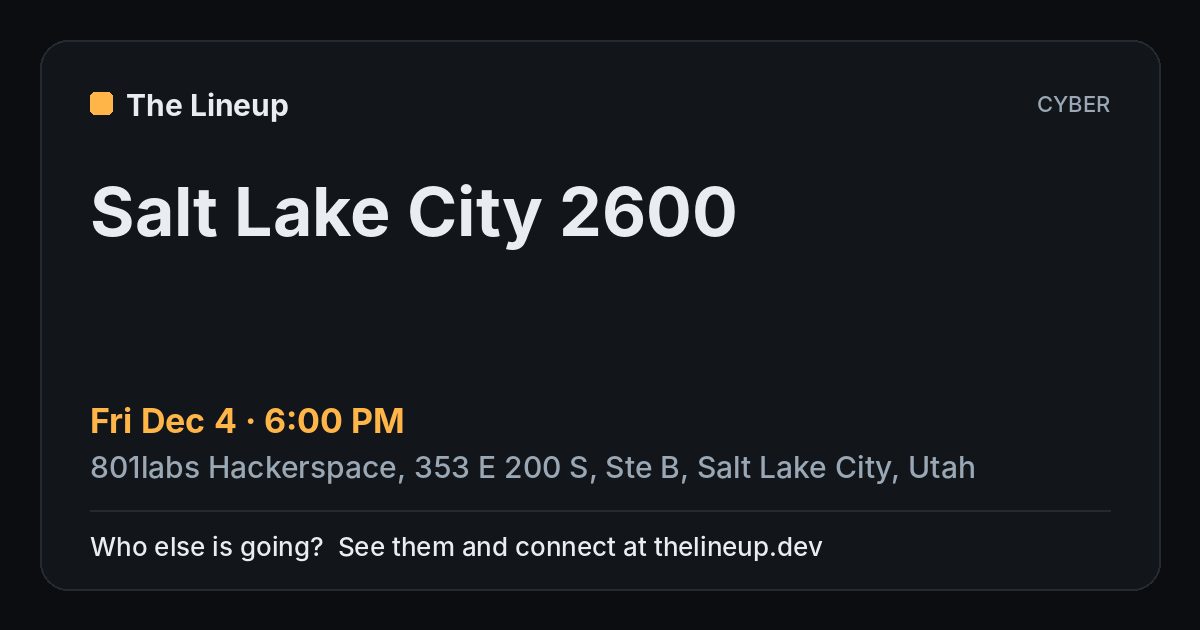 The Lineup
CYBER
Salt Lake City 2600
Fri Dec 4 · 6:00 PM
801labs Hackerspace, 353 E 200 S, Ste B, Salt Lake City, Utah
Who else is going? See them and connect at thelineup.dev